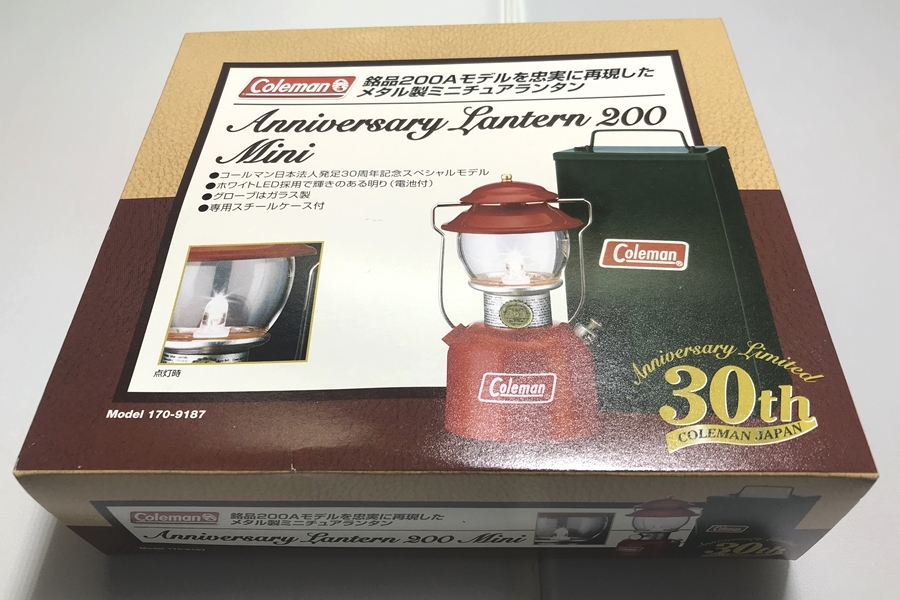 Coleman
銘品200Aモデルを忠実に再現した
メタル製ミニチュアランタン
Anniversary Lantern 200
Mini
●コールマン日本法人発足30周年記念スペシャルモデル
●ホワイトLED採用で輝きのある明り(電池付)
●グローブはガラス製
●専用スチールケース付
点灯時
Coleman
Coleman
Anniversary Limited
30th
COLEMAN JAPAN
Model 170-9187
Coleman
銘品200Aモデルを忠実に再現した
メタル製ミニチュアランタン
Anniversary Lantern 200 Mini
Model 170-9187
Coleman
30th